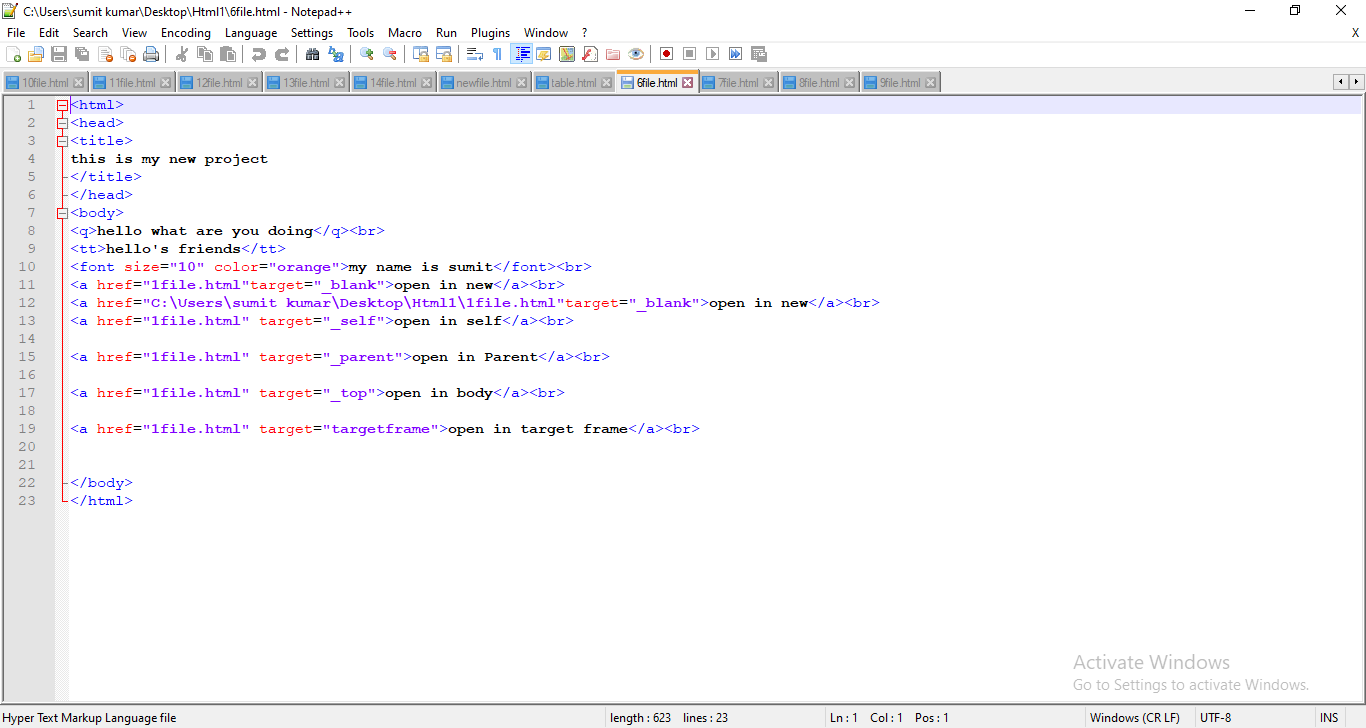 C:\Users\sumit kumar\Desktop\Html1\6file.html - Notepad++
File Edit Search View Encoding Language Settings Tools Macro Run Plugins Window ? X
10file.html 11file.html 12file.html 13file.html 14file.html newfile.html table.html 6file.html 7file.html 8file.html 9file.html
1 <html>
2 <head>
3 <title>
4 this is my new project
5 </title>
6 </head>
7 <body>
8 <q>hello what are you doing</q><br>
9 <tt>hello's friends</tt>
10 <font size="10" color="orange">my name is sumit</font><br>
11 <a href="1file.html"target="_blank">open in new</a><br>
12 <a href="C:\Users\sumit kumar\Desktop\Html1\1file.html"target="_blank">open in new</a><br>
13 <a href="1file.html" target="_self">open in self</a><br>
14
15 <a href="1file.html" target="_parent">open in Parent</a><br>
16
17 <a href="1file.html" target="_top">open in body</a><br>
18
19 <a href="1file.html" target="targetframe">open in target frame</a><br>
20
21
22 </body>
23 </html>
Activate Windows
Go to Settings to activate Windows.
Hyper Text Markup Language file length : 623 lines : 23 Ln : 1 Col : 1 Pos : 1 Windows (CR LF) UTF-8 INS